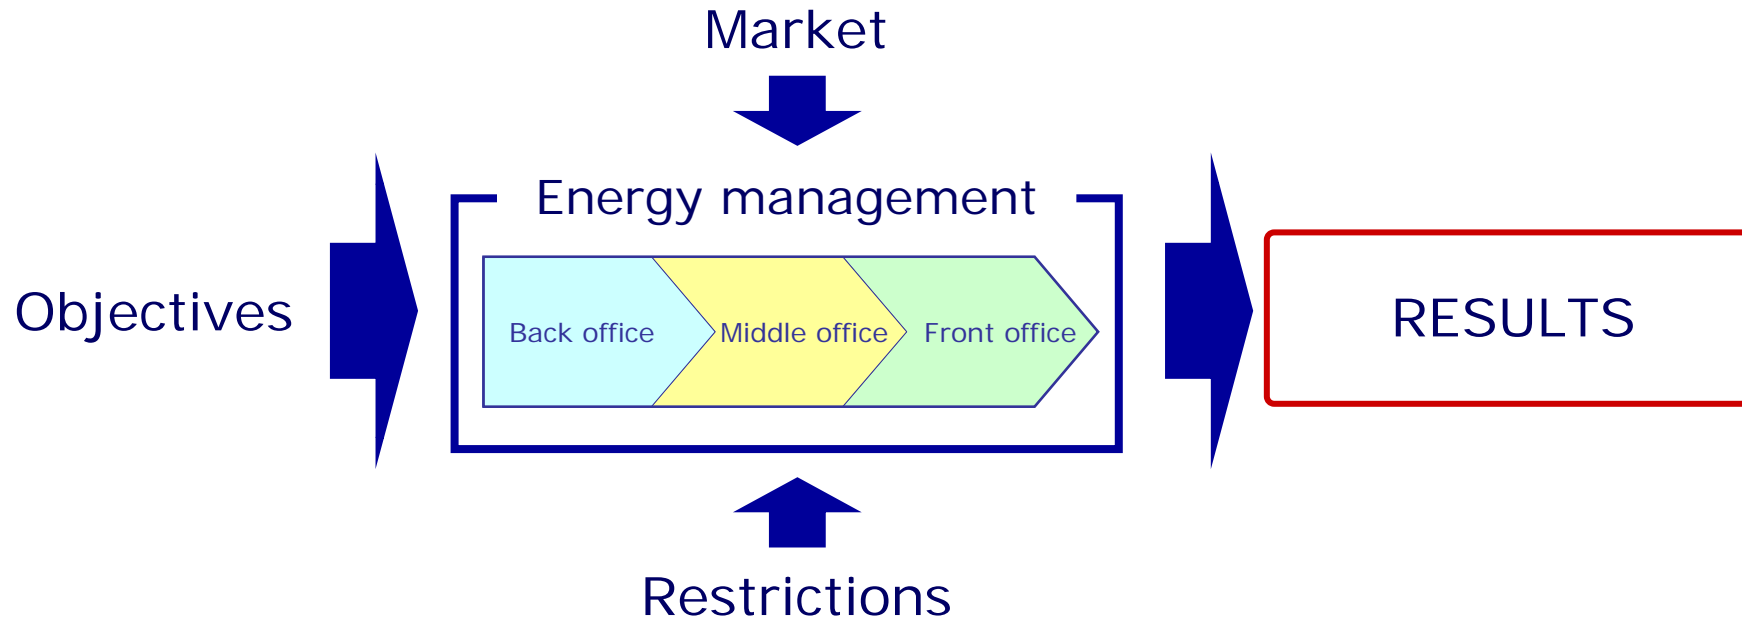 Market
Energy management
Objectives
Back office
Middle office
Front office
RESULTS
Restrictions